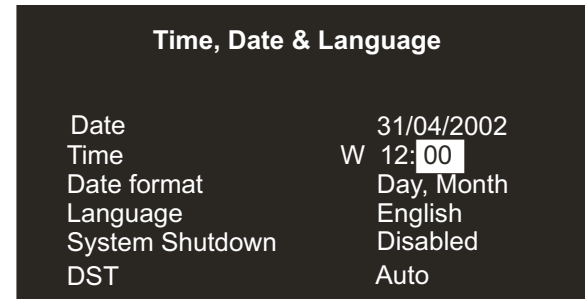 Time, Date & Language
Date 31/04/2002
Time W 12:00
Date format Day, Month
Language English
System Shutdown Disabled
DST Auto